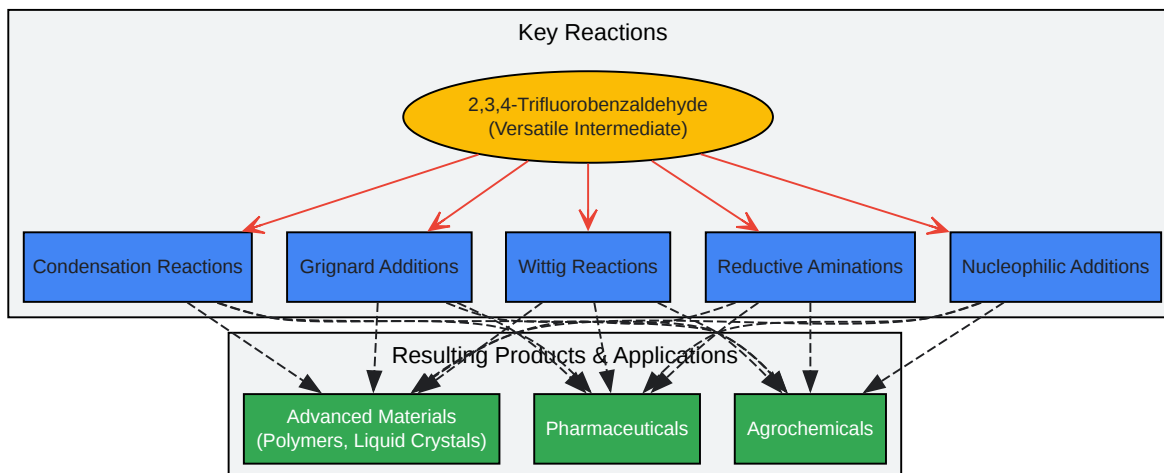 Key Reactions
2,3,4-Trifluorobenzaldehyde
(Versatile Intermediate)
Condensation Reactions
Grignard Additions
Wittig Reactions
Reductive Aminations
Nucleophilic Additions
Resulting Products & Applications
Advanced Materials
(Polymers, Liquid Crystals)
Pharmaceuticals
Agrochemicals